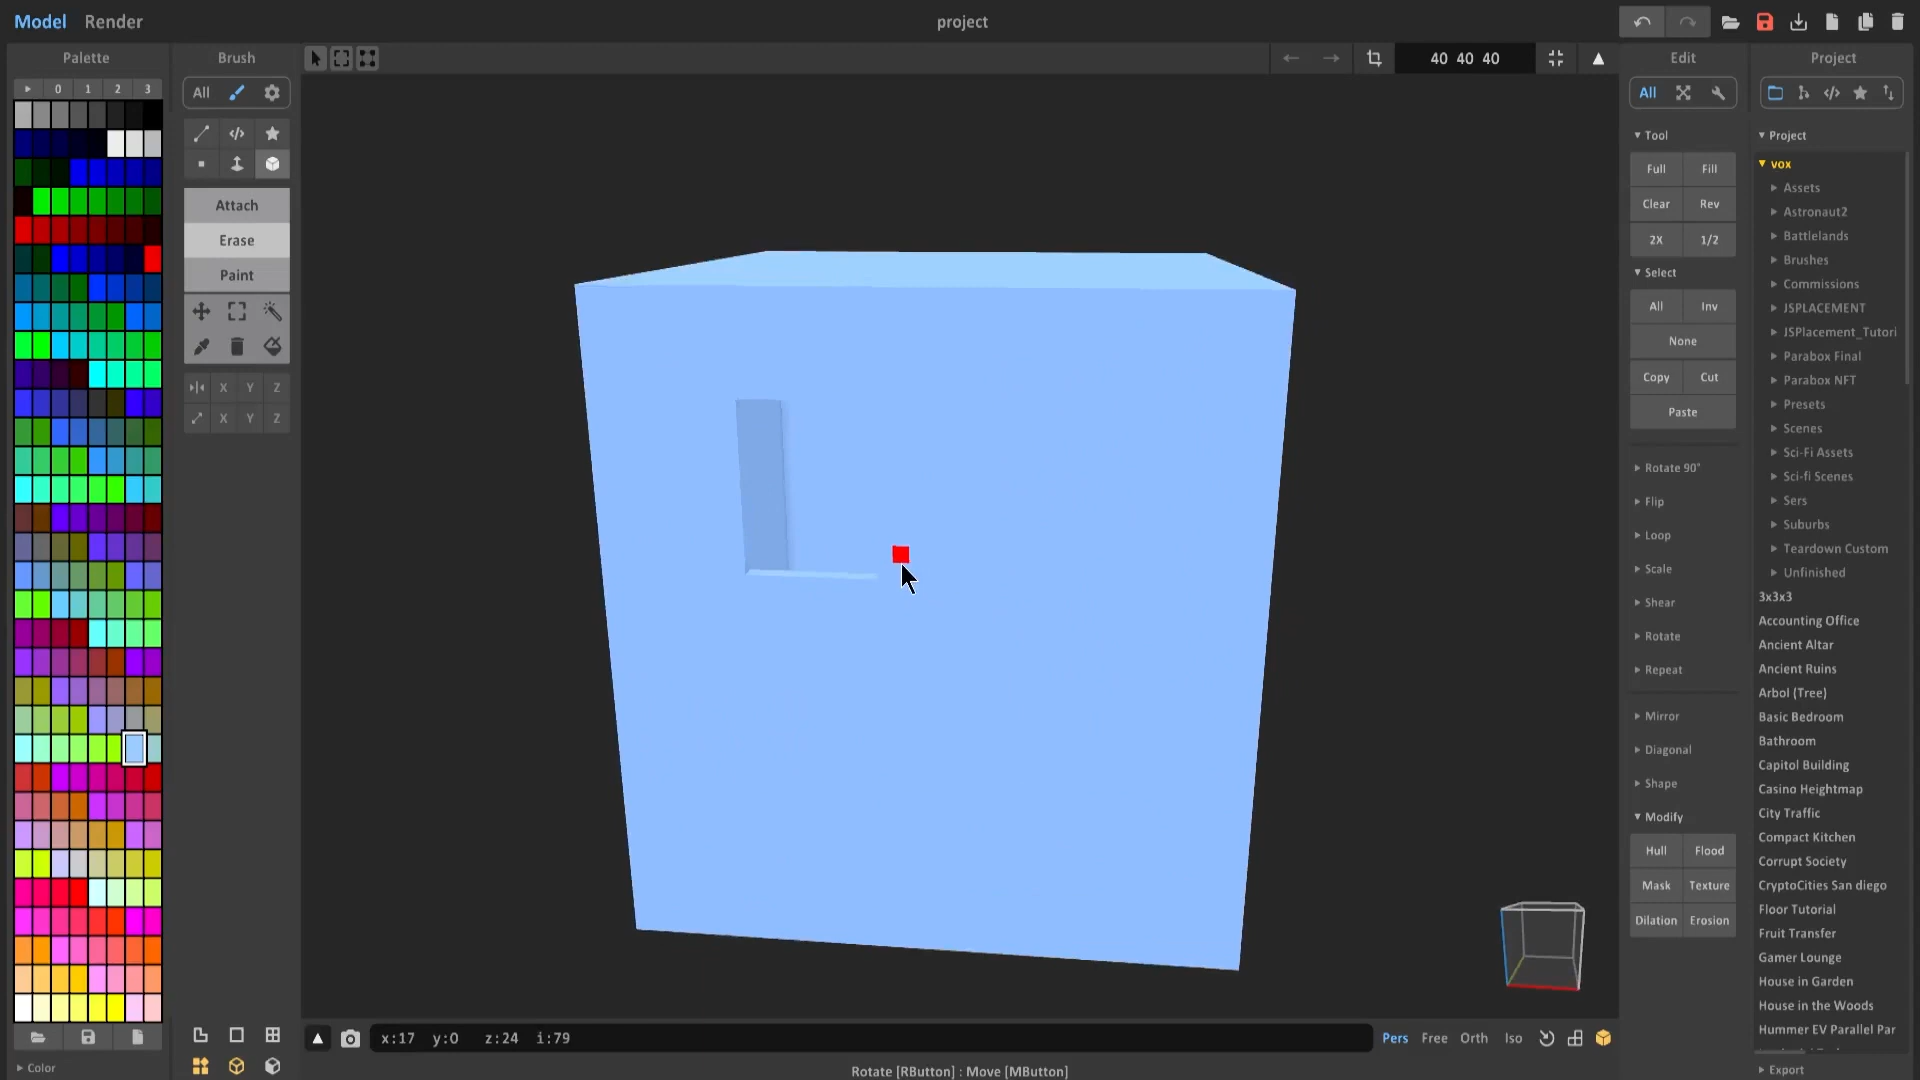 Model Render
project
Palette
Brush
40 40 40
Edit
Project
0 1 2 3
All
All
Tool
Project
Full Fill
Clear Rev
2X 1/2
Attach
Erase
Paint
X Y Z
X Y Z
Select
All Inv
None
Copy Cut
Paste
Rotate 90°
Flip
Loop
Scale
Shear
Rotate
Repeat
Mirror
Diagonal
Shape
Modify
Hull Flood
Mask Texture
Dilation Erosion
vox
Assets
Astronaut2
Battlelands
Brushes
Commissions
JSPLACEMENT
JSPlacement_Tutori
Parabox Final
Parabox NFT
Presets
Scenes
Sci-Fi Assets
Sci-fi Scenes
Sers
Suburbs
Teardown Custom
Unfinished
3x3x3
Accounting Office
Ancient Altar
Ancient Ruins
Arbol (Tree)
Basic Bedroom
Bathroom
Capitol Building
Casino Heightmap
City Traffic
Compact Kitchen
Corrupt Society
CryptoCities San diego
Floor Tutorial
Fruit Transfer
Gamer Lounge
House in Garden
House in the Woods
Hummer EV Parallel Par
Export
x:17 y:0 z:24 i:79
Pers Free Orth Iso
Color
Rotate [RButton] : Move [MButton]